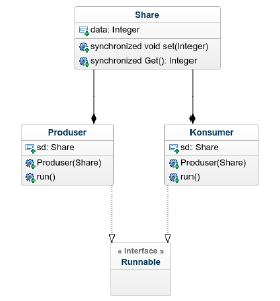 Share
data: Integer
synchronized void set(Integer)
synchronized Get(): Integer
Produser
sd: Share
Produser(Share)
run()
Konsumer
sd: Share
Produser(Share)
run()
« Interface »
Runnable